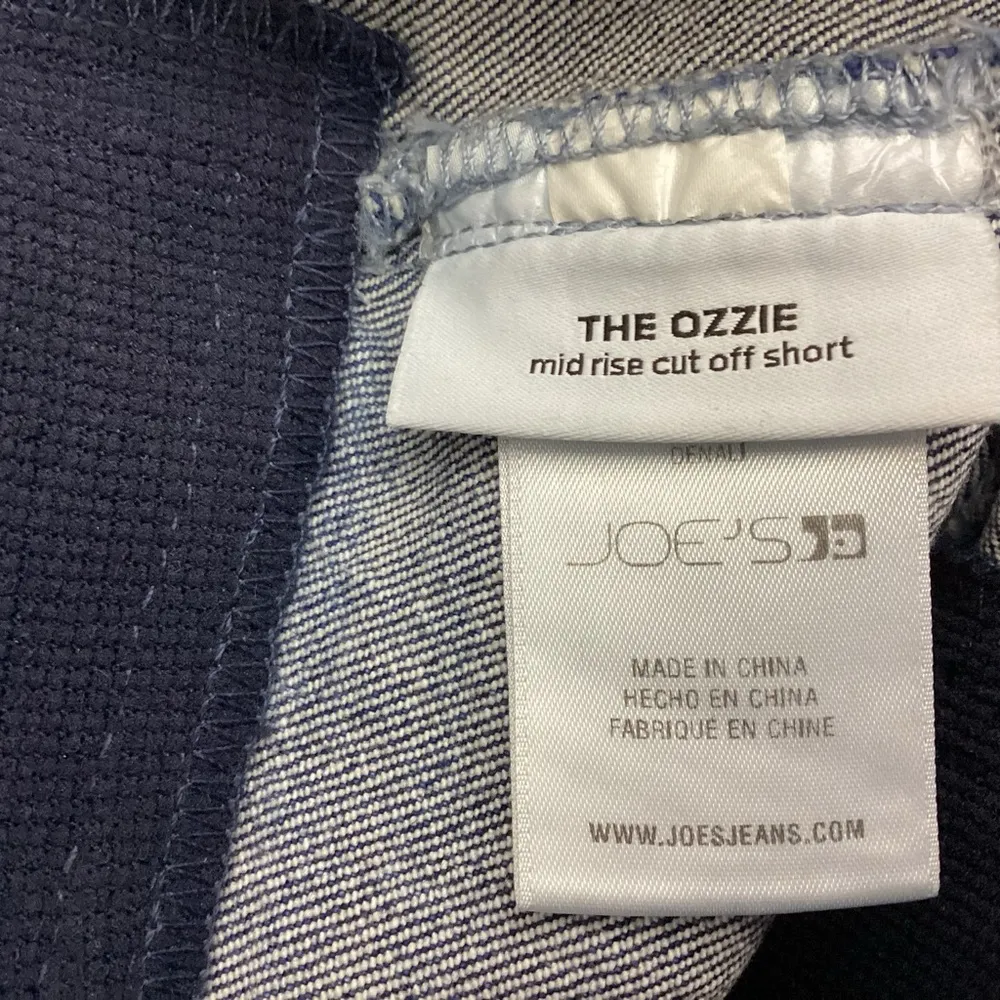 THE OZZIE
mid rise cut off short
DENALI
JOE'S
MADE IN CHINA
HECHO EN CHINA
FABRIQUE EN CHINE
WWW.JOESJEANS.COM